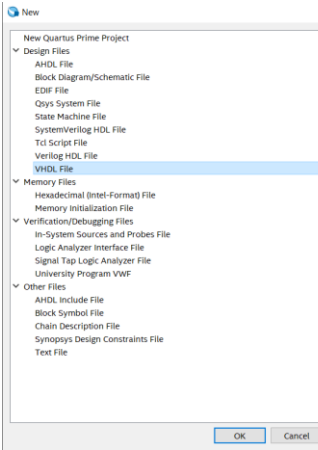 New
New Quartus Prime Project
Design Files
AHDL File
Block Diagram/Schematic File
EDIF File
Qsys System File
State Machine File
SystemVerilog HDL File
Tcl Script File
Verilog HDL File
VHDL File
Memory Files
Hexadecimal (Intel-Format) File
Memory Initialization File
Verification/Debugging Files
In-System Sources and Probes File
Logic Analyzer Interface File
Signal Tap Logic Analyzer File
University Program VWF
Other Files
AHDL Include File
Block Symbol File
Chain Description File
Synopsys Design Constraints File
Text File
OK Cancel